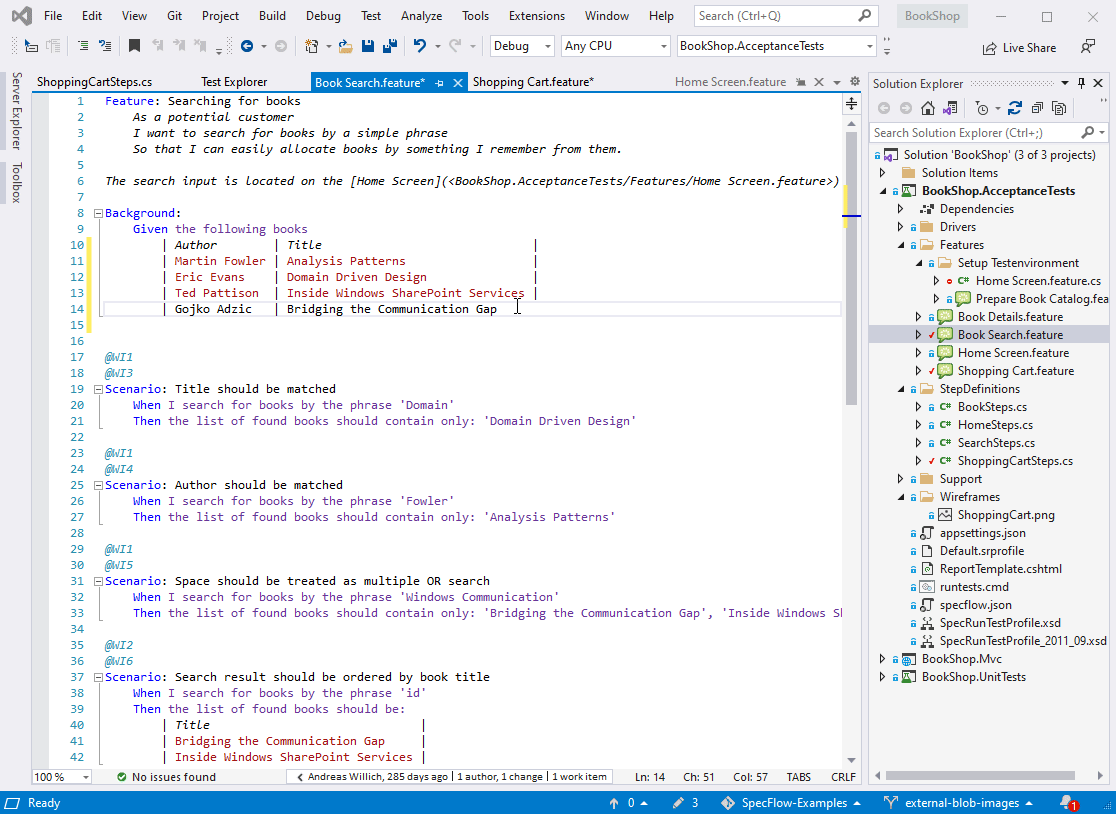 File Edit View Git Project Build Debug Test Analyze Tools Extensions Window Help Search (Ctrl+Q) BookShop
Debug Any CPU BookShop.AcceptanceTests Live Share
Server Explorer
Toolbox
ShoppingCartSteps.cs Test Explorer Book Search.feature* Shopping Cart.feature* Home Screen.feature
1 Feature: Searching for books
2 As a potential customer
3 I want to search for books by a simple phrase
4 So that I can easily allocate books by something I remember from them.
5
6 The search input is located on the [Home Screen](<BookShop.AcceptanceTests/Features/Home Screen.feature>)
7
8 Background:
9 Given the following books
10 | Author | Title |
11 | Martin Fowler | Analysis Patterns |
12 | Eric Evans | Domain Driven Design |
13 | Ted Pattison | Inside Windows SharePoint Services |
14 | Gojko Adzic | Bridging the Communication Gap
15
16
17 @WI1
18 @WI3
19 Scenario: Title should be matched
20 When I search for books by the phrase 'Domain'
21 Then the list of found books should contain only: 'Domain Driven Design'
22
23 @WI1
24 @WI4
25 Scenario: Author should be matched
26 When I search for books by the phrase 'Fowler'
27 Then the list of found books should contain only: 'Analysis Patterns'
28
29 @WI1
30 @WI5
31 Scenario: Space should be treated as multiple OR search
32 When I search for books by the phrase 'Windows Communication'
33 Then the list of found books should contain only: 'Bridging the Communication Gap', 'Inside Windows Sh
34
35 @WI2
36 @WI6
37 Scenario: Search result should be ordered by book title
38 When I search for books by the phrase 'id'
39 Then the list of found books should be:
40 | Title |
41 | Bridging the Communication Gap |
42 | Inside Windows SharePoint Services |
100 % No issues found Andreas Willich, 285 days ago | 1 author, 1 change | 1 work item Ln: 14 Ch: 51 Col: 57 TABS CRLF
Solution Explorer
Search Solution Explorer (Ctrl+;)
Solution 'BookShop' (3 of 3 projects)
Solution Items
BookShop.AcceptanceTests
Dependencies
Drivers
Features
Setup Testenvironment
C# Home Screen.feature.cs
Prepare Book Catalog.fea
Book Details.feature
Book Search.feature
Home Screen.feature
Shopping Cart.feature
StepDefinitions
C# BookSteps.cs
C# HomeSteps.cs
C# SearchSteps.cs
C# ShoppingCartSteps.cs
Support
Wireframes
ShoppingCart.png
appsettings.json
Default.srprofile
ReportTemplate.cshtml
runtests.cmd
specflow.json
SpecRunTestProfile.xsd
SpecRunTestProfile_2011_09.xsd
BookShop.Mvc
BookShop.UnitTests
Ready 0 3 SpecFlow-Examples external-blob-images 1